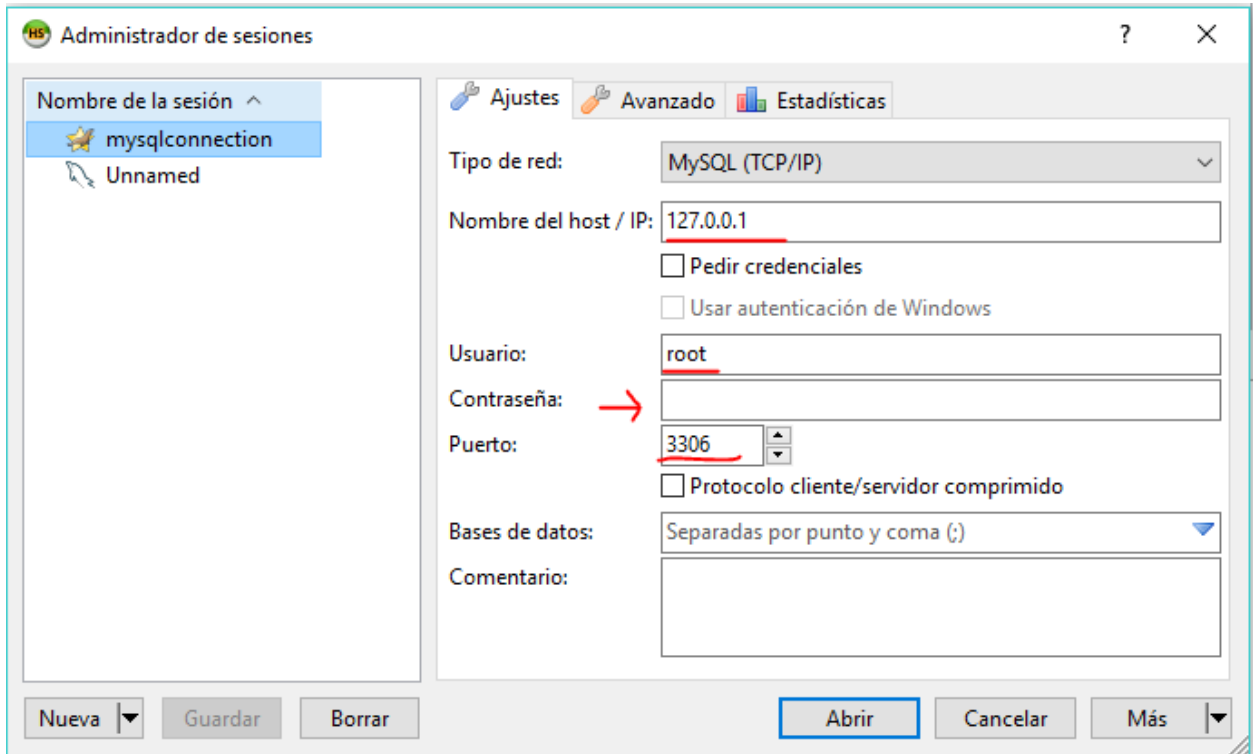 HS Administrador de sesiones ?
Nombre de la sesión
mysqlconnection
Unnamed
Ajustes Avanzado Estadísticas
Tipo de red: MySQL (TCP/IP)
Nombre del host / IP: 127.0.0.1
Pedir credenciales
Usar autenticación de Windows
Usuario: root
Contraseña:
Puerto: 3306
Protocolo cliente/servidor comprimido
Bases de datos: Separadas por punto y coma (;)
Comentario:
Nueva Guardar Borrar Abrir Cancelar Más